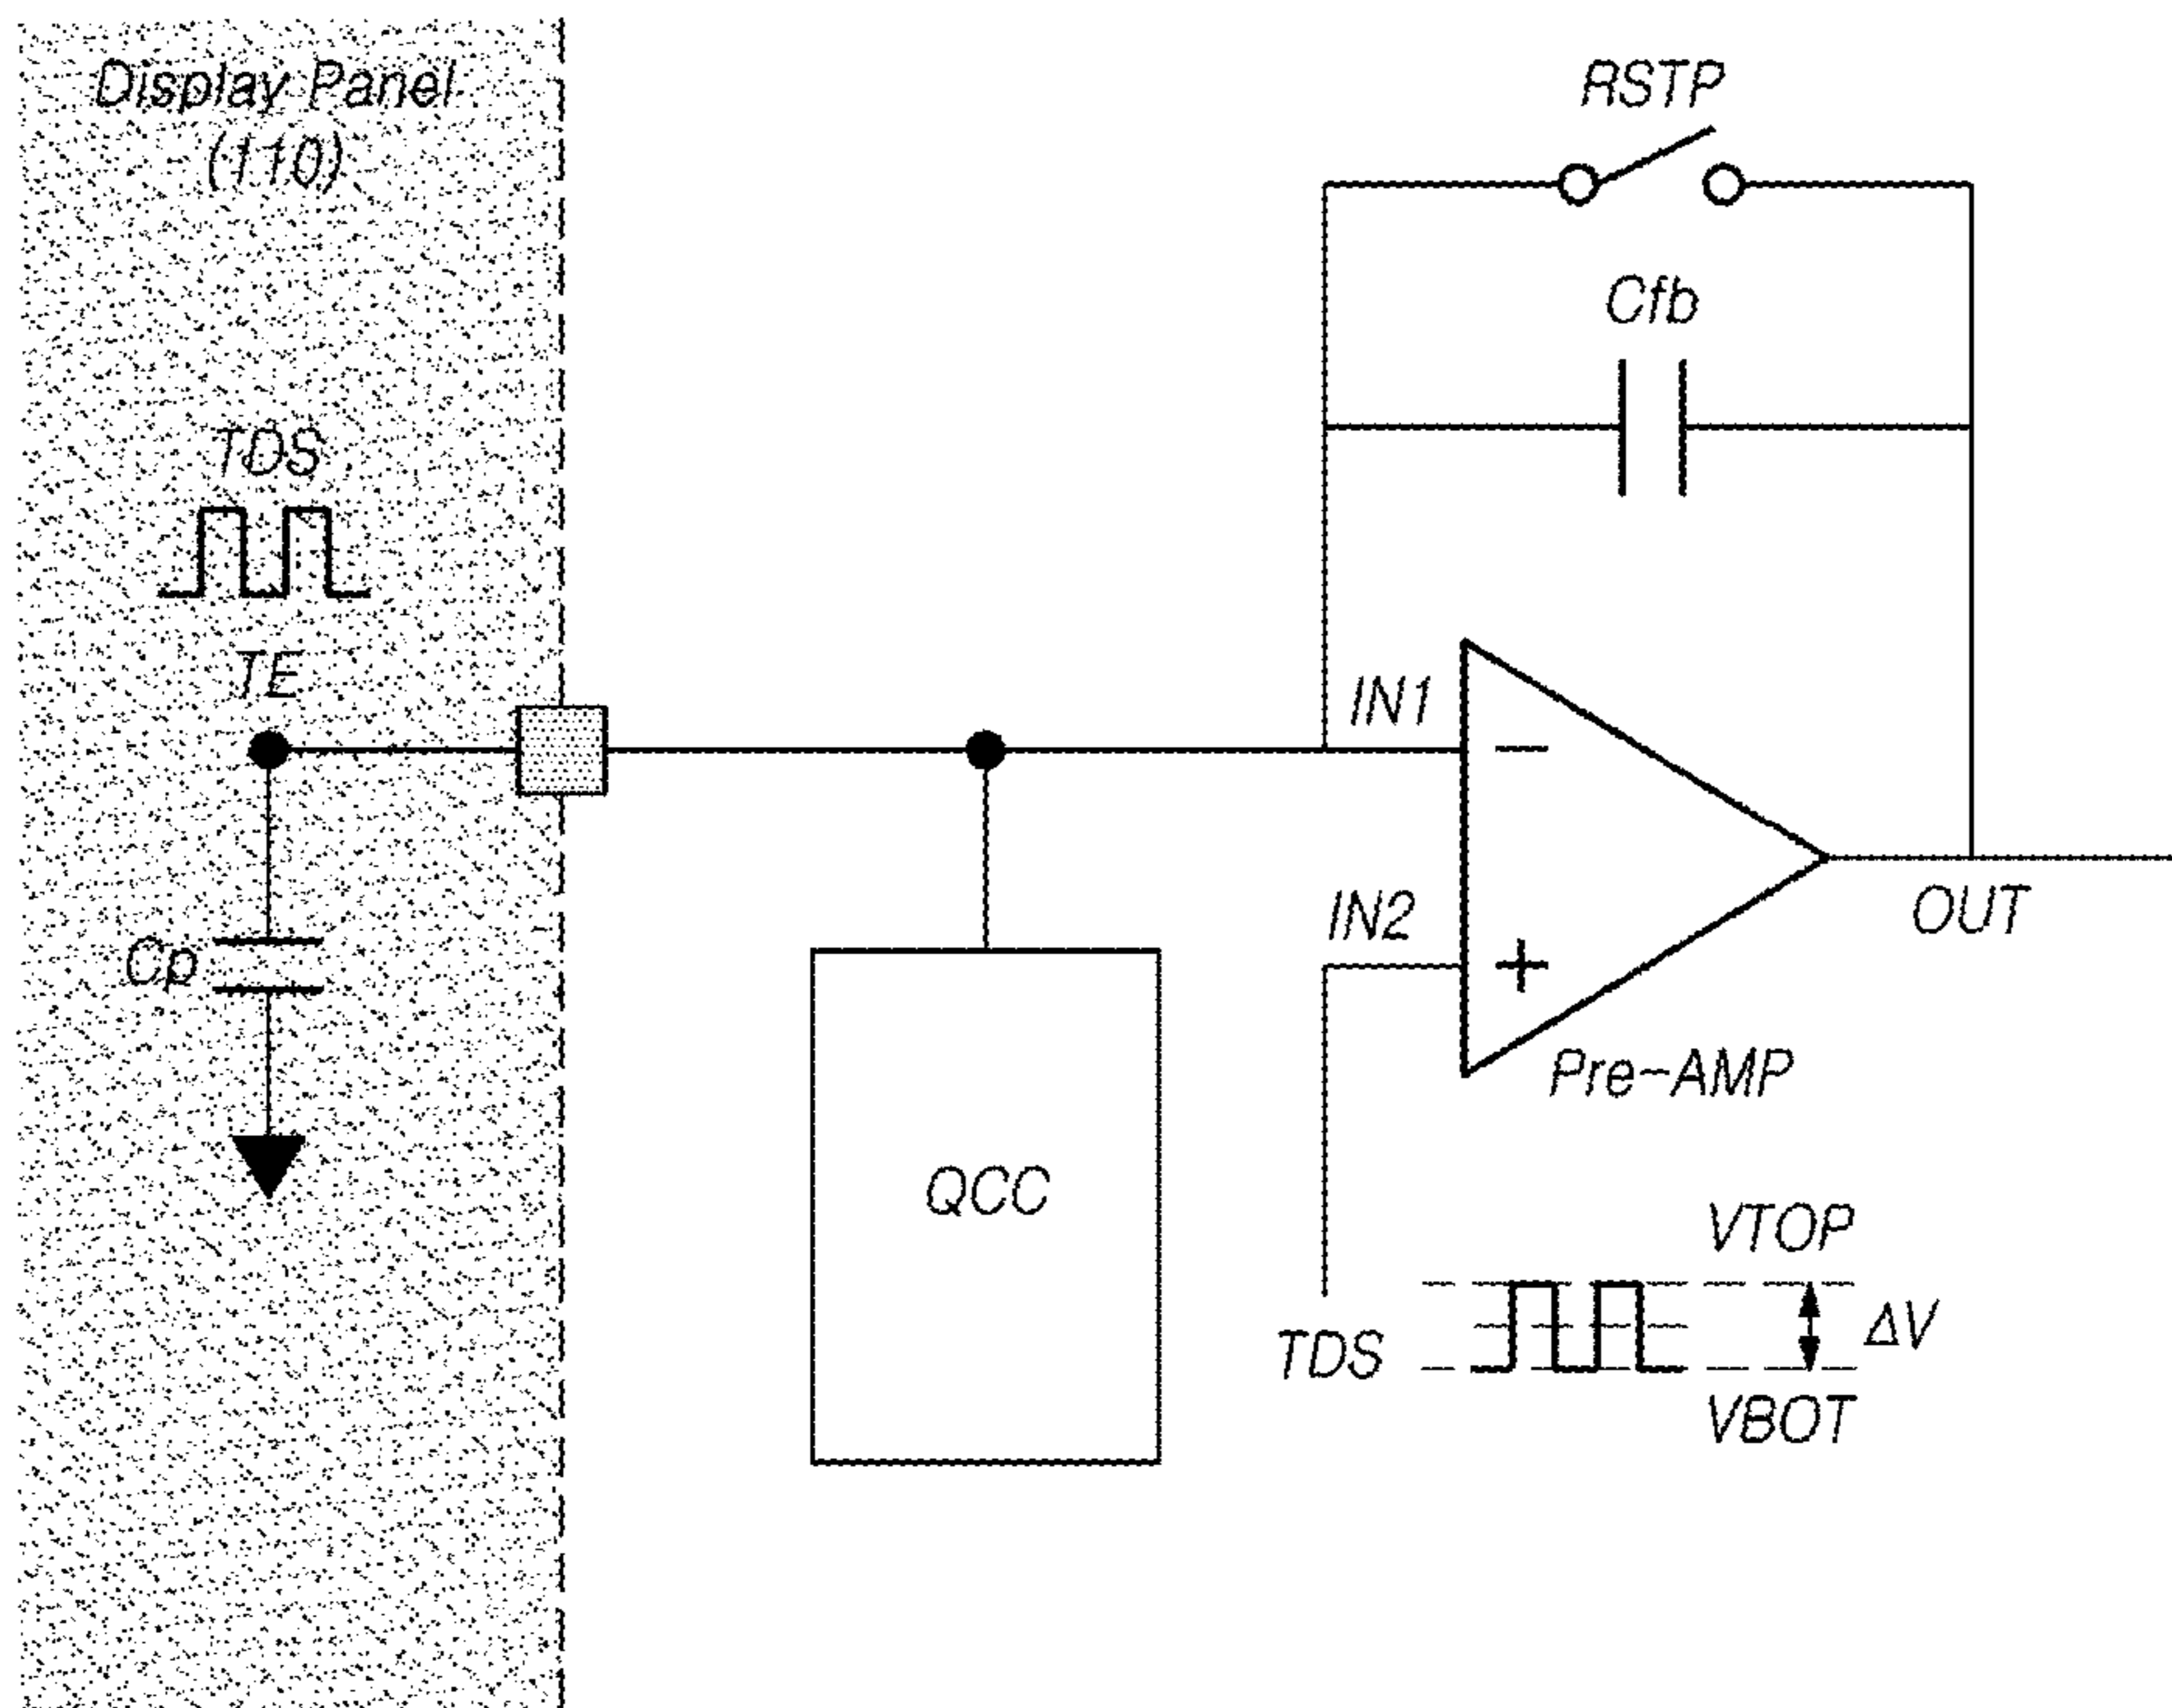 Display Panel
(110)
RSTP
Cfb
TDS
TE
IN1
−
IN2
+
OUT
Cp
Pre-AMP
QCC
VTOP
TDS
ΔV
VBOT